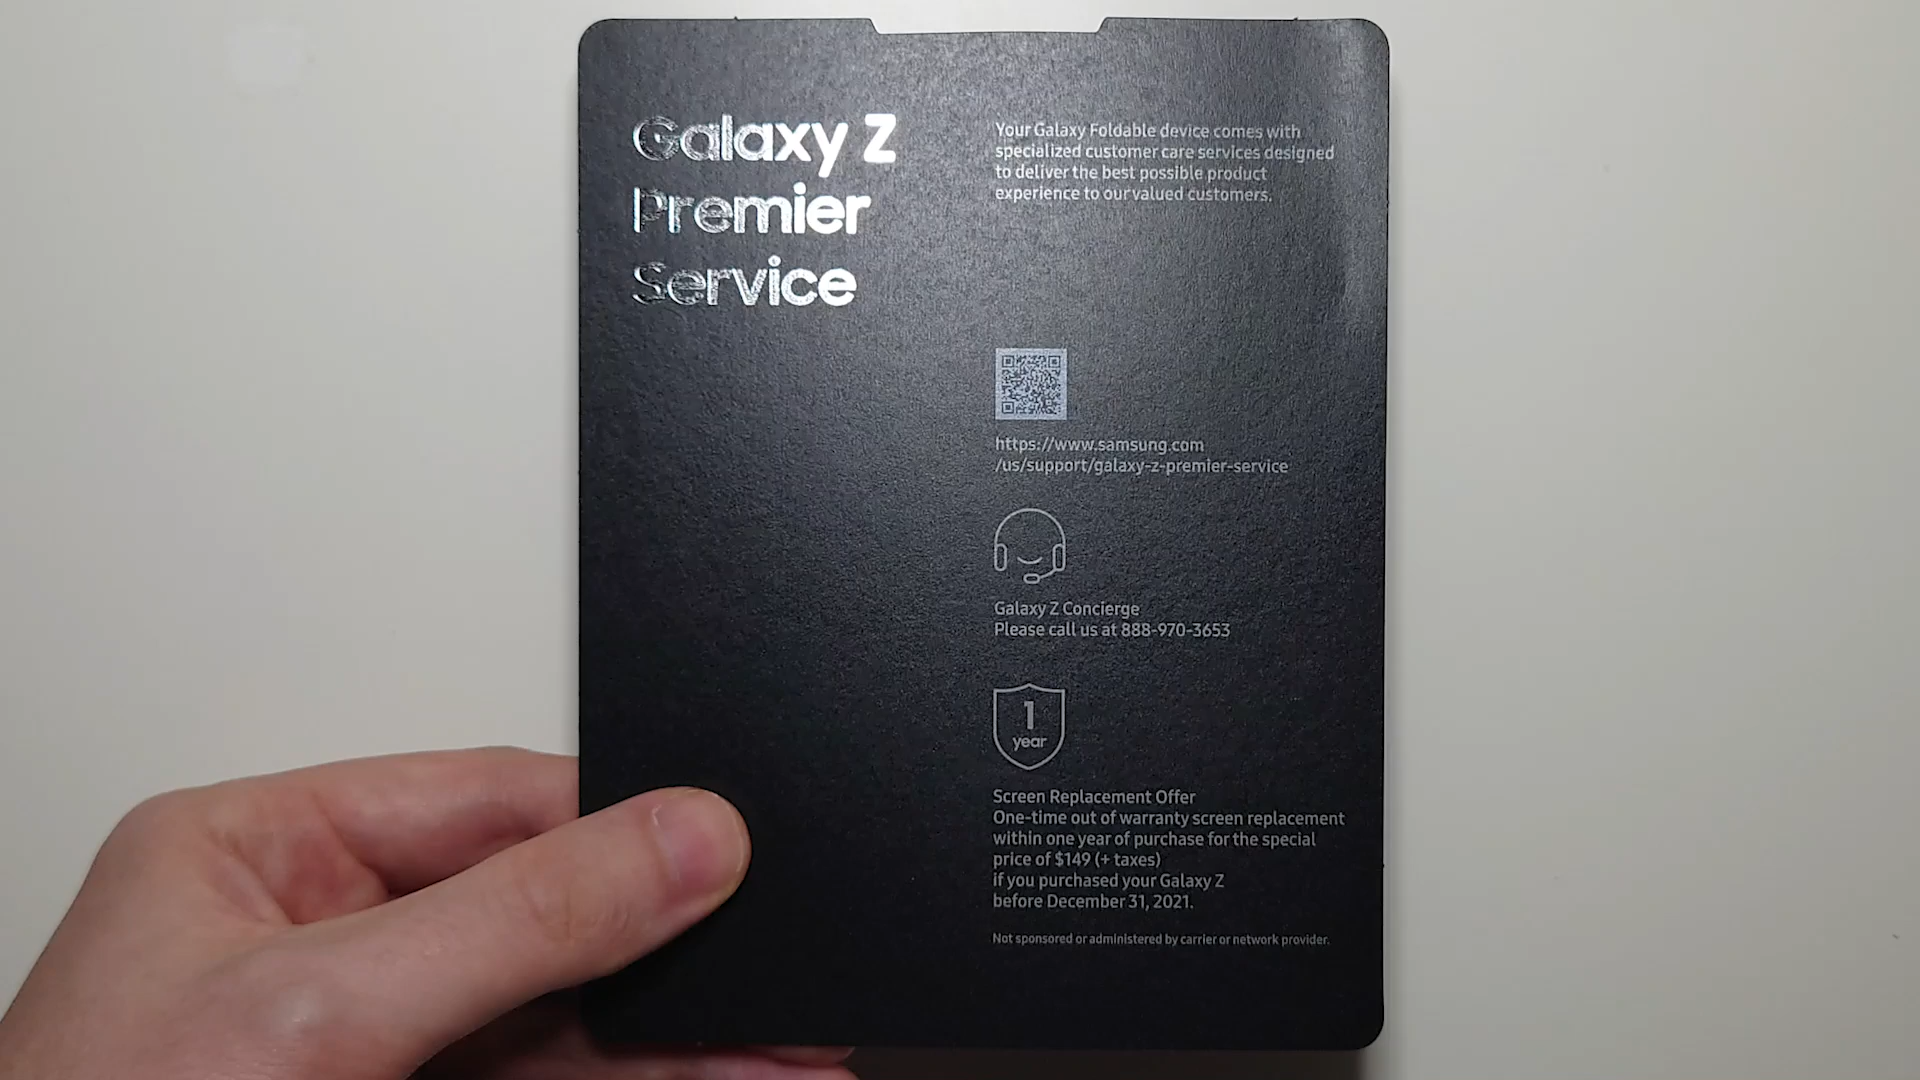 Galaxy Z
Premier
Service
Your Galaxy Foldable device comes with
specialized customer care services designed
to deliver the best possible product
experience to our valued customers.
https://www.samsung.com
/us/support/galaxy-z-premier-service
Galaxy Z Concierge
Please call us at 888-970-3653
1
year
Screen Replacement Offer
One-time out of warranty screen replacement
within one year of purchase for the special
price of $149 (+ taxes)
if you purchased your Galaxy Z
before December 31, 2021.
Not sponsored or administered by carrier or network provider.